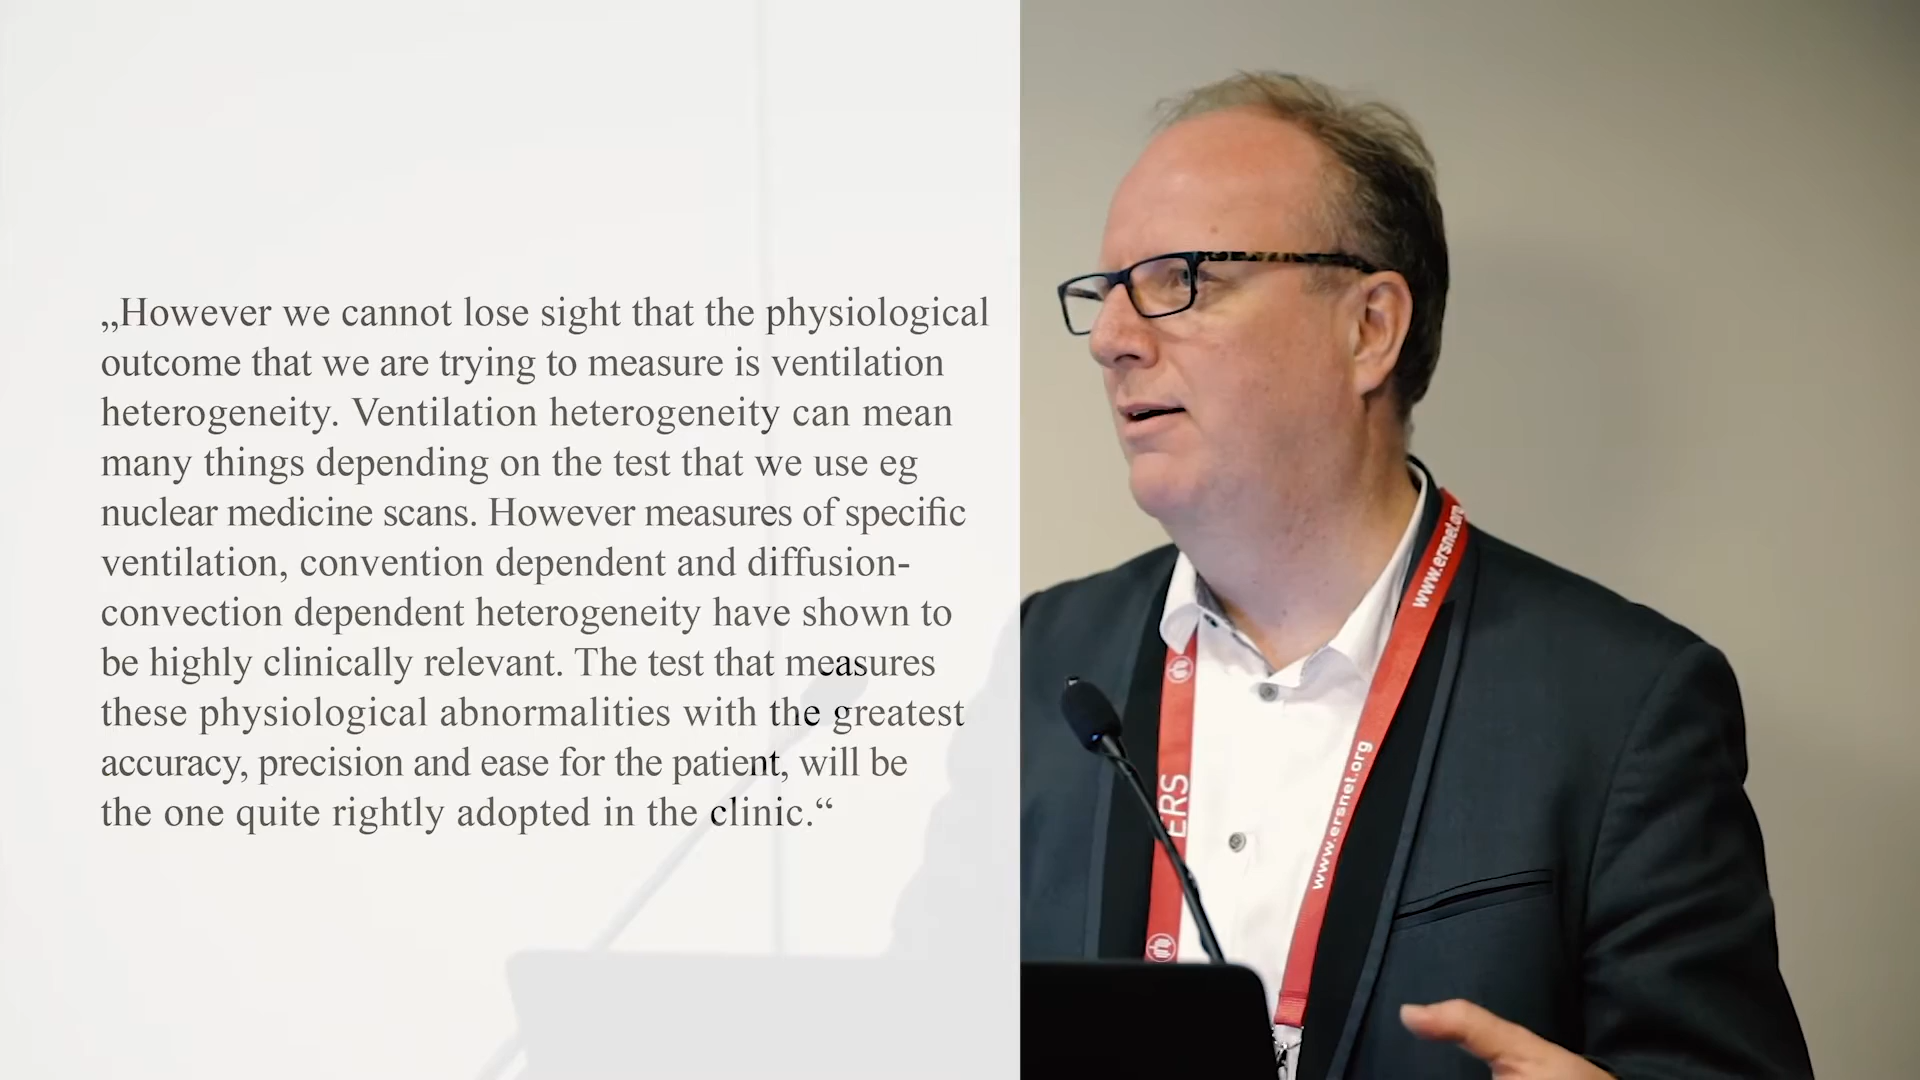 „However we cannot lose sight that the physiological
outcome that we are trying to measure is ventilation
heterogeneity. Ventilation heterogeneity can mean
many things depending on the test that we use eg
nuclear medicine scans. However measures of specific
ventilation, convention dependent and diffusion-
convection dependent heterogeneity have shown to
be highly clinically relevant. The test that measures
these physiological abnormalities with the greatest
accuracy, precision and ease for the patient, will be
the one quite rightly adopted in the clinic.“
www.ersnet.org
www.ersnet.org
ERS